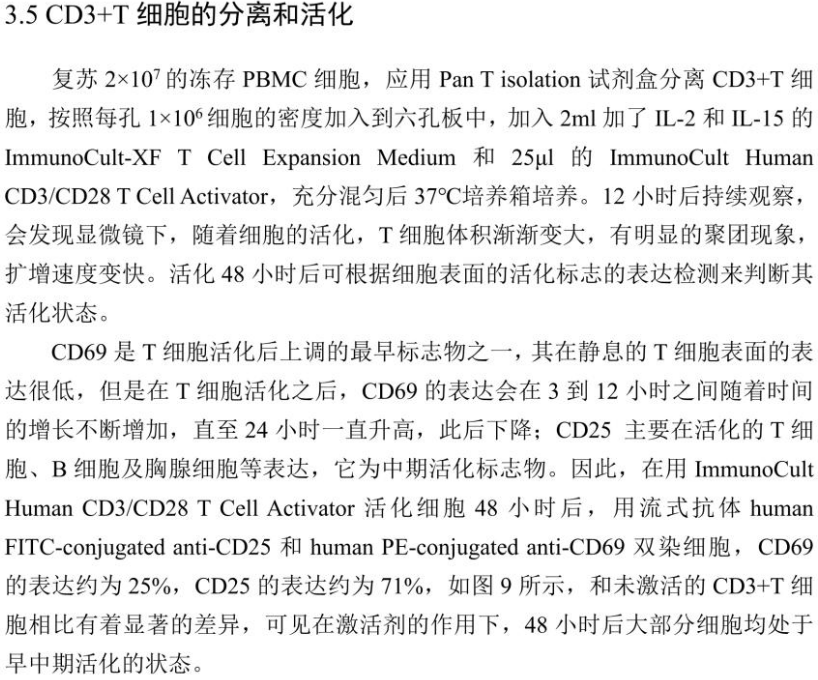 3.5 CD3+T 细胞的分离和活化
复苏 2×10⁷ 的冻存 PBMC 细胞，应用 Pan T isolation 试剂盒分离 CD3+T 细
胞，按照每孔 1×10⁶ 细胞的密度加入到六孔板中，加入 2ml 加了 IL-2 和 IL-15 的
ImmunoCult-XF T Cell Expansion Medium 和 25μl 的 ImmunoCult Human
CD3/CD28 T Cell Activator，充分混匀后 37℃培养箱培养。12 小时后持续观察，
会发现显微镜下，随着细胞的活化，T 细胞体积渐渐变大，有明显的聚团现象，
扩增速度变快。活化 48 小时后可根据细胞表面的活化标志的表达检测来判断其
活化状态。
CD69 是 T 细胞活化后上调的最早标志物之一，其在静息的 T 细胞表面的表
达很低，但是在 T 细胞活化之后，CD69 的表达会在 3 到 12 小时之间随着时间
的增长不断增加，直至 24 小时一直升高，此后下降；CD25 主要在活化的 T 细
胞、B 细胞及胸腺细胞等表达，它为中期活化标志物。因此，在用 ImmunoCult
Human CD3/CD28 T Cell Activator 活化细胞 48 小时后，用流式抗体 human
FITC-conjugated anti-CD25 和 human PE-conjugated anti-CD69 双染细胞，CD69
的表达约为 25%，CD25 的表达约为 71%，如图 9 所示，和未激活的 CD3+T 细
胞相比有着显著的差异，可见在激活剂的作用下，48 小时后大部分细胞均处于
早中期活化的状态。